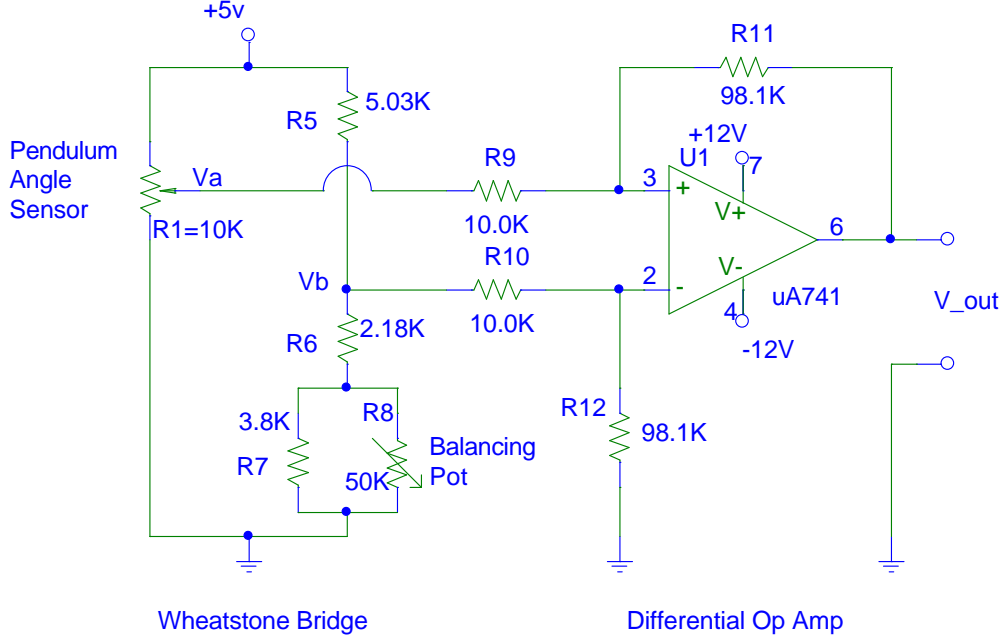 +5v
R11
98.1K
R5
5.03K
Pendulum
Angle
Sensor
Va
R1=10K
R9
10.0K
+12V
U1
7
3
+
V+
6
R10
10.0K
2
-
V-
4
uA741
-12V
V_out
Vb
R6
2.18K
3.8K
R7
R8
50K
Balancing
Pot
R12
98.1K
Wheatstone Bridge
Differential Op Amp